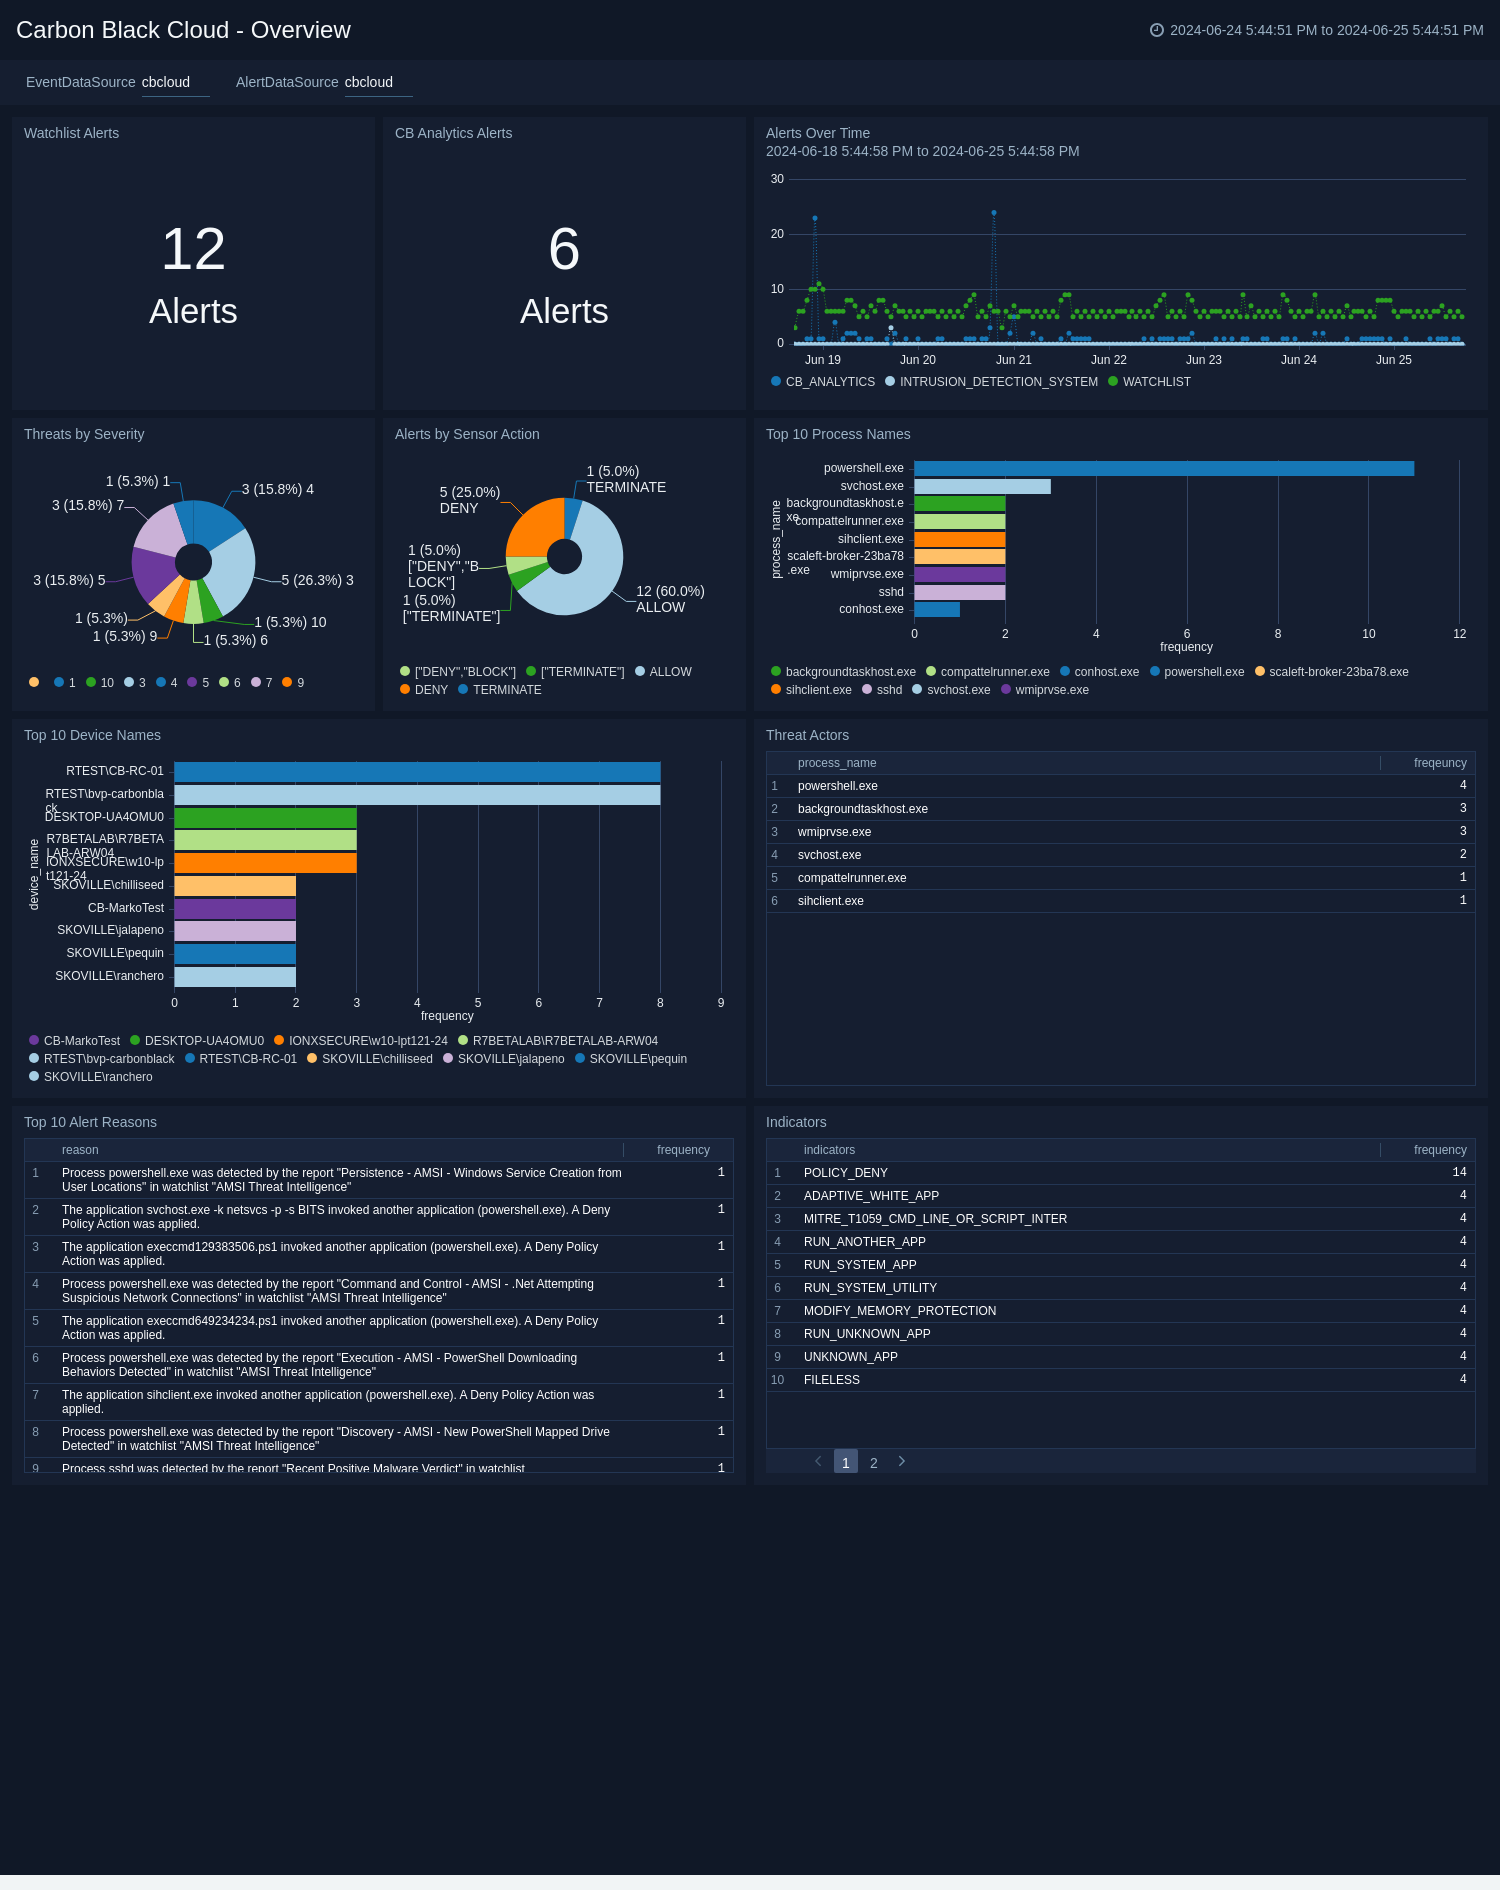 Carbon Black Cloud - Overview
2024-06-24 5:44:51 PM to 2024-06-25 5:44:51 PM
EventDataSource cbcloud AlertDataSource cbcloud
Watchlist Alerts
12
Alerts
CB Analytics Alerts
6
Alerts
Alerts Over Time
2024-06-18 5:44:58 PM to 2024-06-25 5:44:58 PM
30
20
10
0
Jun 19 Jun 20 Jun 21 Jun 22 Jun 23 Jun 24 Jun 25
CB_ANALYTICS INTRUSION_DETECTION_SYSTEM WATCHLIST
Threats by Severity
1 (5.3%) 1
3 (15.8%) 4
3 (15.8%) 7
3 (15.8%) 5
5 (26.3%) 3
1 (5.3%)
1 (5.3%) 10
1 (5.3%) 9
1 (5.3%) 6
1 10 3 4 5 6 7 9
Alerts by Sensor Action
1 (5.0%)
TERMINATE
5 (25.0%)
DENY
1 (5.0%)
["DENY","B
LOCK"]
1 (5.0%)
["TERMINATE"]
12 (60.0%)
ALLOW
["DENY","BLOCK"] ["TERMINATE"] ALLOW
DENY TERMINATE
Top 10 Process Names
process_name
powershell.exe
svchost.exe
backgroundtaskhost.e
xe
compattelrunner.exe
sihclient.exe
scaleft-broker-23ba78
.exe
wmiprvse.exe
sshd
conhost.exe
0 2 4 6 8 10 12
frequency
backgroundtaskhost.exe compattelrunner.exe conhost.exe powershell.exe scaleft-broker-23ba78.exe
sihclient.exe sshd svchost.exe wmiprvse.exe
Top 10 Device Names
device_name
RTEST\CB-RC-01
RTEST\bvp-carbonbla
ck
DESKTOP-UA4OMU0
R7BETALAB\R7BETA
LAB-ARW04
IONXSECURE\w10-lp
t121-24
SKOVILLE\chilliseed
CB-MarkoTest
SKOVILLE\jalapeno
SKOVILLE\pequin
SKOVILLE\ranchero
0 1 2 3 4 5 6 7 8 9
frequency
CB-MarkoTest DESKTOP-UA4OMU0 IONXSECURE\w10-lpt121-24 R7BETALAB\R7BETALAB-ARW04
RTEST\bvp-carbonblack RTEST\CB-RC-01 SKOVILLE\chilliseed SKOVILLE\jalapeno SKOVILLE\pequin
SKOVILLE\ranchero
Threat Actors
process_name freqeuncy
1 powershell.exe 4
2 backgroundtaskhost.exe 3
3 wmiprvse.exe 3
4 svchost.exe 2
5 compattelrunner.exe 1
6 sihclient.exe 1
Top 10 Alert Reasons
reason frequency
1 Process powershell.exe was detected by the report "Persistence - AMSI - Windows Service Creation from 1
User Locations" in watchlist "AMSI Threat Intelligence"
2 The application svchost.exe -k netsvcs -p -s BITS invoked another application (powershell.exe). A Deny 1
Policy Action was applied.
3 The application execcmd129383506.ps1 invoked another application (powershell.exe). A Deny Policy 1
Action was applied.
4 Process powershell.exe was detected by the report "Command and Control - AMSI - .Net Attempting 1
Suspicious Network Connections" in watchlist "AMSI Threat Intelligence"
5 The application execcmd649234234.ps1 invoked another application (powershell.exe). A Deny Policy 1
Action was applied.
6 Process powershell.exe was detected by the report "Execution - AMSI - PowerShell Downloading 1
Behaviors Detected" in watchlist "AMSI Threat Intelligence"
7 The application sihclient.exe invoked another application (powershell.exe). A Deny Policy Action was 1
applied.
8 Process powershell.exe was detected by the report "Discovery - AMSI - New PowerShell Mapped Drive 1
Detected" in watchlist "AMSI Threat Intelligence"
9 Process sshd was detected by the report "Recent Positive Malware Verdict" in watchlist 1
Indicators
indicators frequency
1 POLICY_DENY 14
2 ADAPTIVE_WHITE_APP 4
3 MITRE_T1059_CMD_LINE_OR_SCRIPT_INTER 4
4 RUN_ANOTHER_APP 4
5 RUN_SYSTEM_APP 4
6 RUN_SYSTEM_UTILITY 4
7 MODIFY_MEMORY_PROTECTION 4
8 RUN_UNKNOWN_APP 4
9 UNKNOWN_APP 4
10 FILELESS 4
1 2